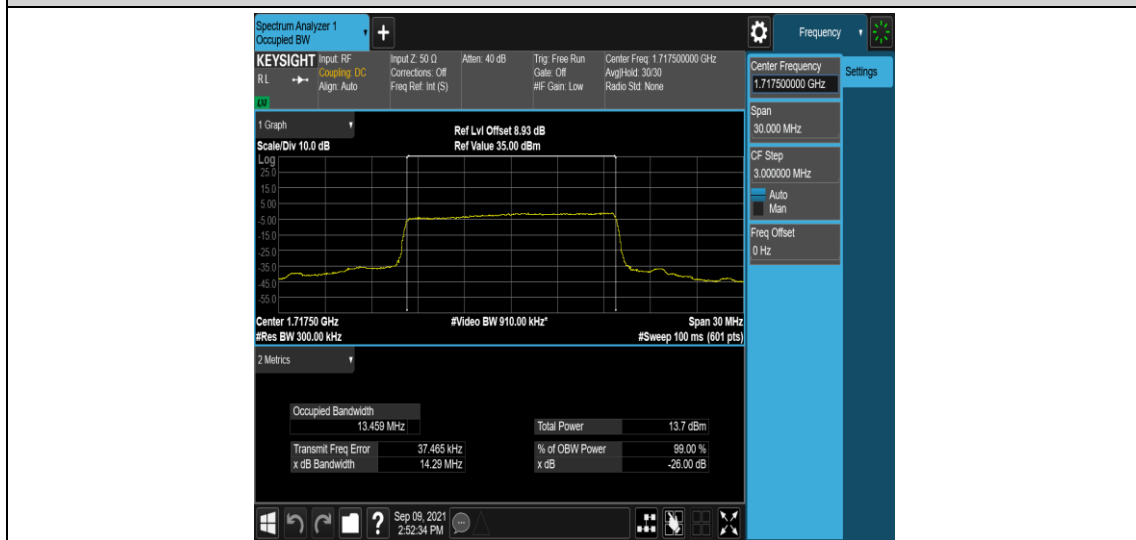 Spectrum Analyzer 1
Occupied BW
Frequency
KEYSIGHT
RL
LXI
Input: RF
Coupling: DC
Align: Auto
Input Z: 50 Ω
Corrections: Off
Freq Ref: Int (S)
Atten: 40 dB
Trig: Free Run
Gate: Off
#IF Gain: Low
Center Freq: 1.717500000 GHz
Avg|Hold: 30/30
Radio Std: None
Center Frequency
1.717500000 GHz
Settings
Span
30.000 MHz
CF Step
3.000000 MHz
Auto
Man
Freq Offset
0 Hz
1 Graph
Scale/Div 10.0 dB
Ref Lvl Offset 8.93 dB
Ref Value 35.00 dBm
Log
25.0
15.0
5.00
-5.00
-15.0
-25.0
-35.0
-45.0
-55.0
Center 1.71750 GHz
#Video BW 910.00 kHz*
Span 30 MHz
#Res BW 300.00 kHz
#Sweep 100 ms (601 pts)
2 Metrics
Occupied Bandwidth
13.459 MHz
Total Power 13.7 dBm
Transmit Freq Error 37.465 kHz
% of OBW Power 99.00 %
x dB Bandwidth 14.29 MHz
x dB -26.00 dB
?
Sep 09, 2021
2:52:34 PM